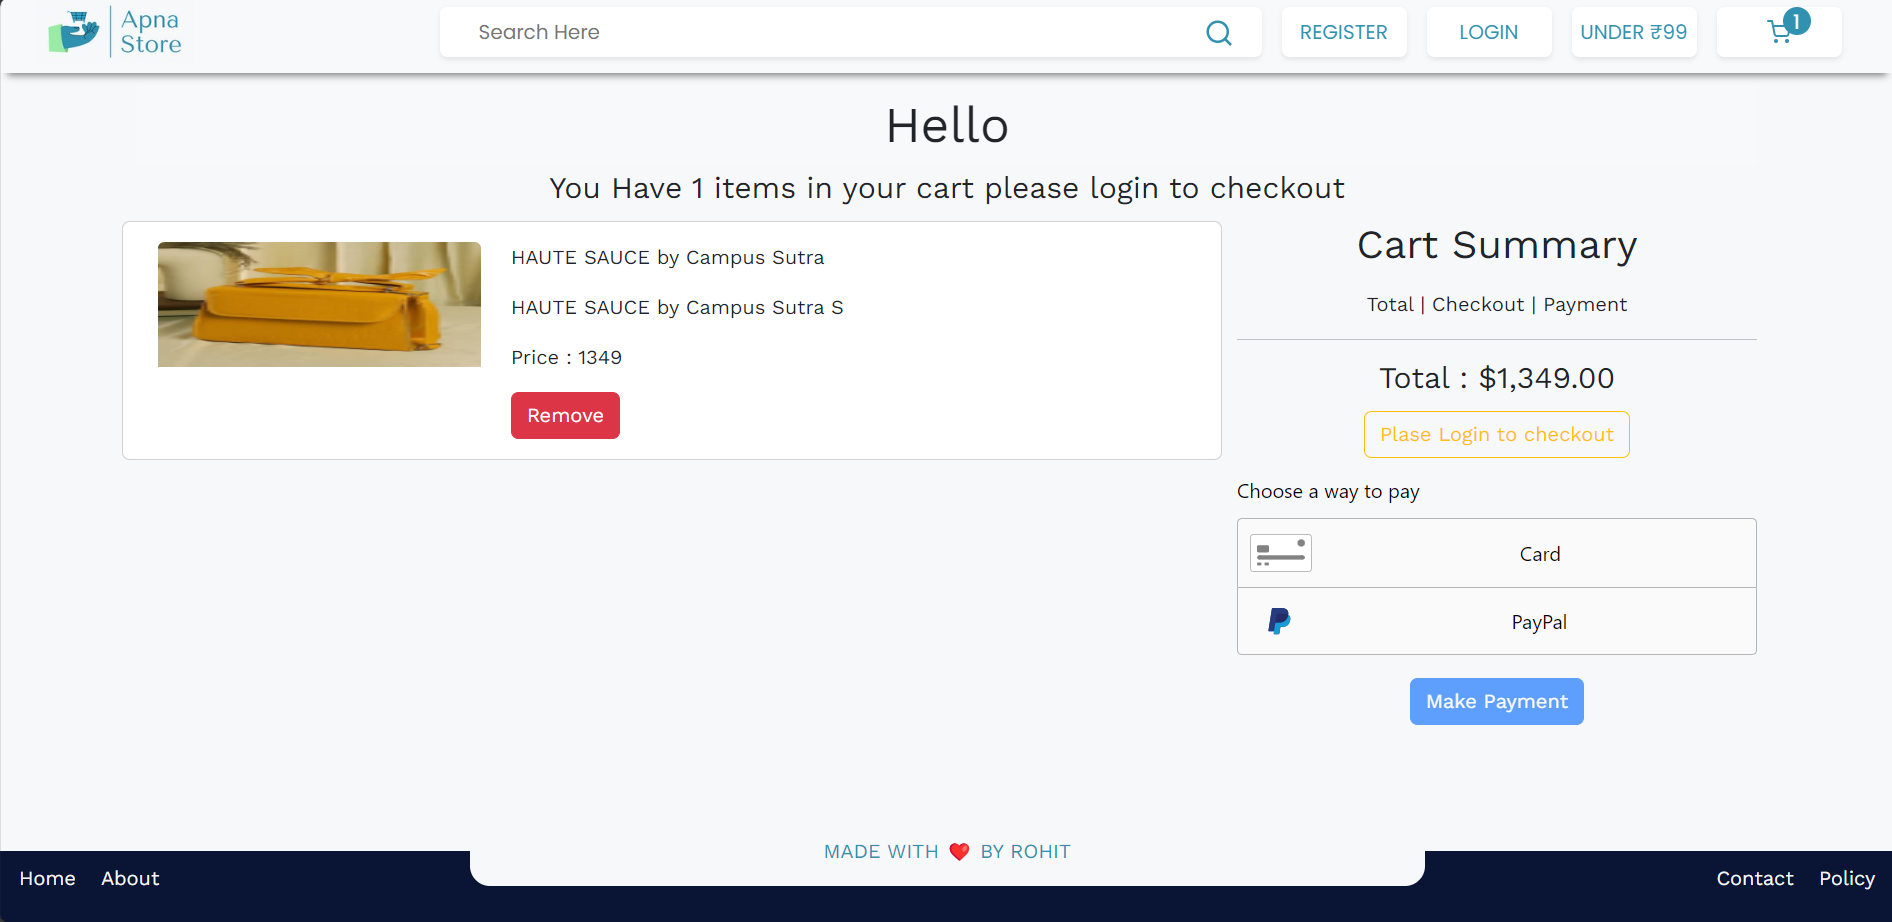 Apna
Store
Search Here
REGISTER
LOGIN
UNDER ₹99
1
Hello
You Have 1 items in your cart please login to checkout
HAUTE SAUCE by Campus Sutra
HAUTE SAUCE by Campus Sutra S
Price : 1349
Remove
Cart Summary
Total | Checkout | Payment
Total : $1,349.00
Plase Login to checkout
Choose a way to pay
Card
PayPal
Make Payment
MADE WITH ❤️ BY ROHIT
Home
About
Contact
Policy